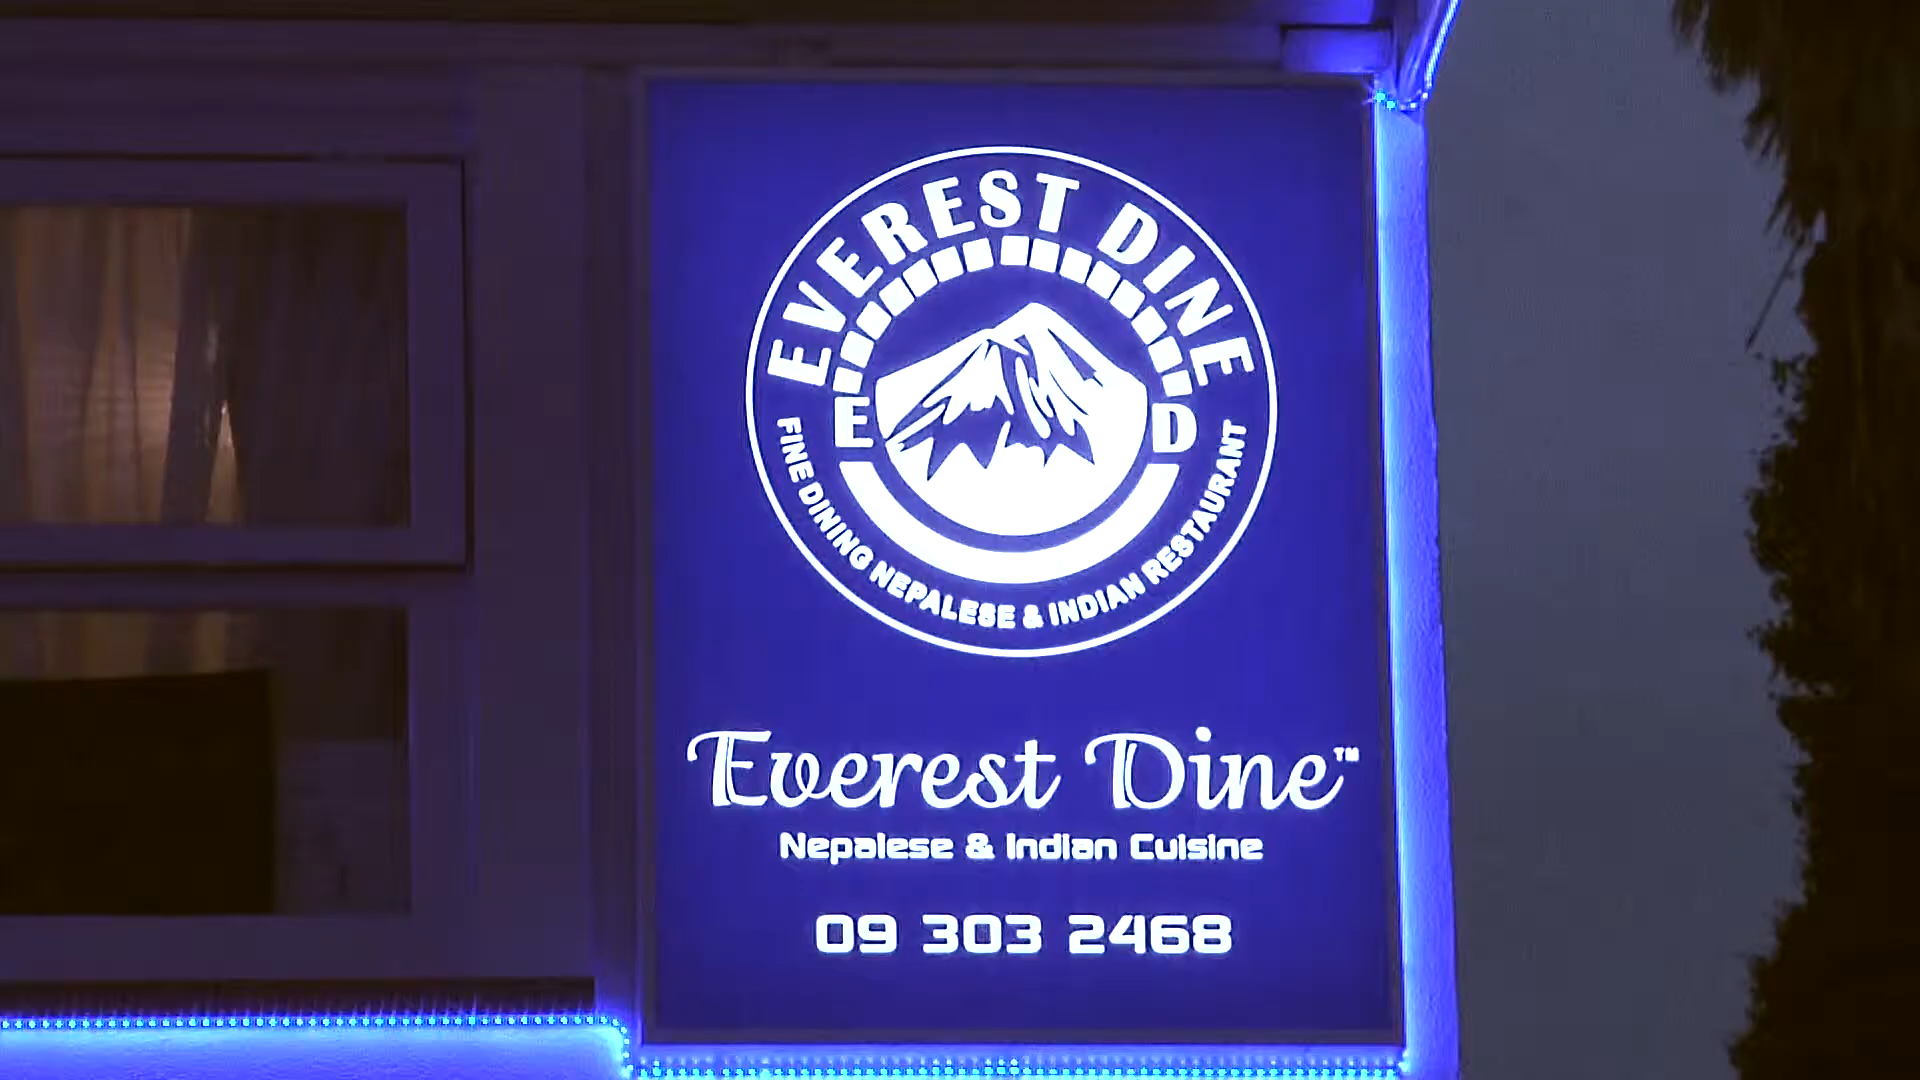 EVEREST DINE
E D
FINE DINING NEPALESE & INDIAN RESTAURANT
Everest Dine™
Nepalese & Indian Cuisine
09 303 2468